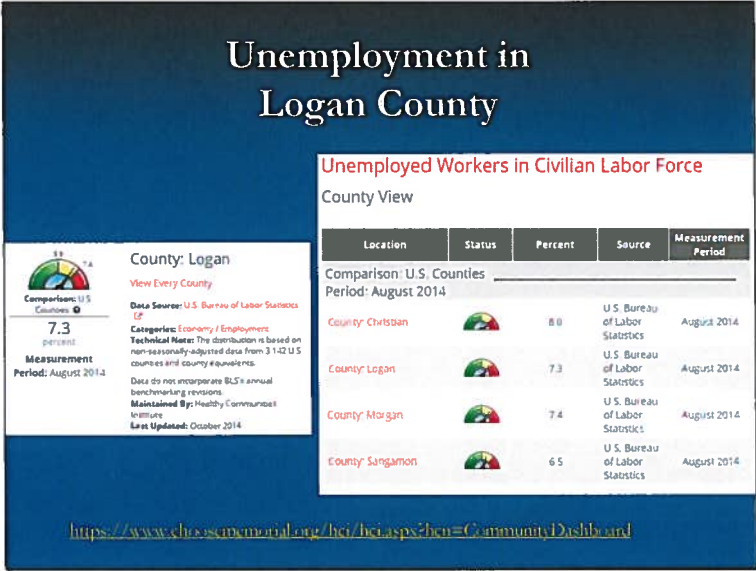 Unemployment in
Logan County
Unemployed Workers in Civilian Labor Force
County View
Location Status Percent Source Measurement Period
Comparison: U.S. Counties
Period: August 2014
County: Christian 8.0 U.S. Bureau of Labor Statistics August 2014
County: Logan 7.3 U.S. Bureau of Labor Statistics August 2014
County: Morgan 7.4 U.S. Bureau of Labor Statistics August 2014
County: Sangamon 6.5 U.S. Bureau of Labor Statistics August 2014
Comparison: U.S.
Counties
7.3
percent
Measurement
Period: August 2014
County: Logan
View Every County
Data Source: U.S. Bureau of Labor Statistics
Categories: Economy / Employment
Technical Note: The distribution is based on
non-seasonally-adjusted data from 3,142 U.S.
counties and county equivalents.
Data do not incorporate BLS's annual
benchmarking revisions.
Maintained By: Healthy Communities
Institute
Last Updated: October 2014
https://www.choosememorial.org/hci/hci.aspx?hcn=CommunityDashboard